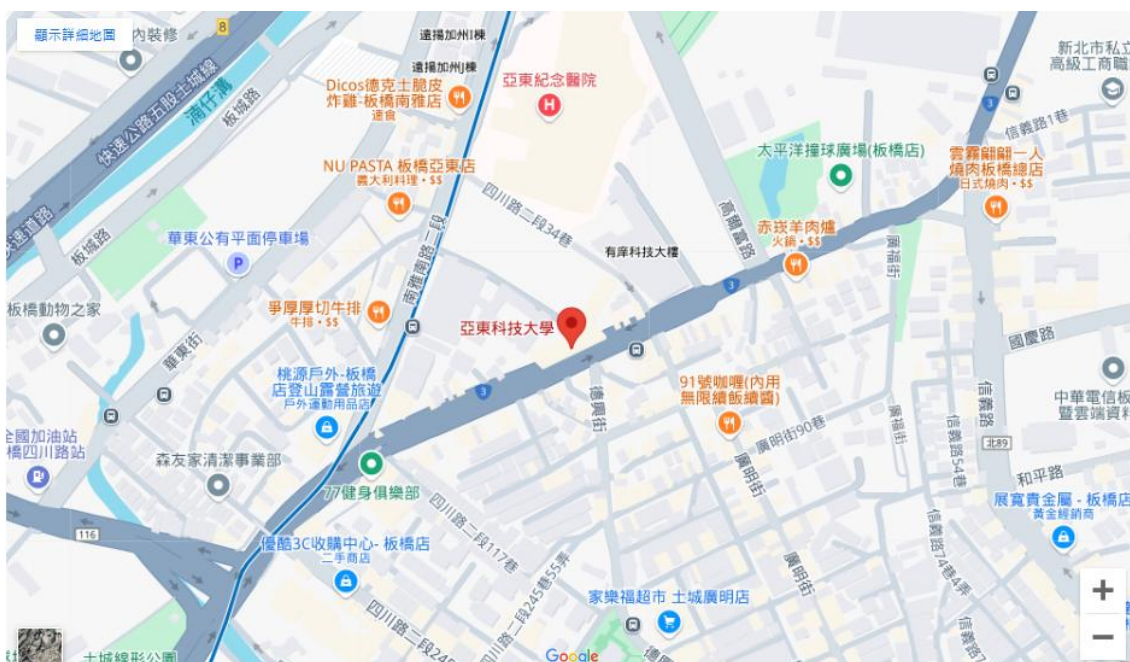 顯示詳細地圖
內裝修
8
遠揚加州I棟
遠揚加州J棟
新北市私立
高級工商職
Dicos德克士脆皮
炸雞-板橋南雅店
速食
亞東紀念醫院
H
3
信義路1巷
湳仔溝
板城路
快速公路五股土城線
太平洋撞球廣場(板橋店)
雲霧翩翩一人
燒肉板橋總店
日式燒肉·$$
NU PASTA 板橋亞東店
義大利料理·$$
四川路二段34巷
高爾富路
快速道路
板城路
華東公有平面停車場
P
南雅南路二段
有庠科技大樓
赤崁羊肉爐
火鍋·$$
廣福街
3
板橋動物之家
爭厚厚切牛排
牛排·$$
亞東科技大學
國慶路
華東街
桃源戶外-板橋
店登山露營旅遊
戶外運動用品店
3
德興街
91號咖喱(內用
無限續飯續醬)
信義路
中華電信板
暨雲端資料
廣福街
信義路54巷
全國加油站
橋四川路站
森友家清潔事業部
廣明街90巷
北89
77健身俱樂部
廣明街
和平路
展寬貴金屬 - 板橋店
黃金經銷商
116
四川路二段117巷
優酷3C收購中心- 板橋店
二手商店
四川路二段245巷55弄
信義路74巷4弄
廣明街
四川路二段245巷
家樂福超市 土城廣明店
+
−
土城線形公園
Google